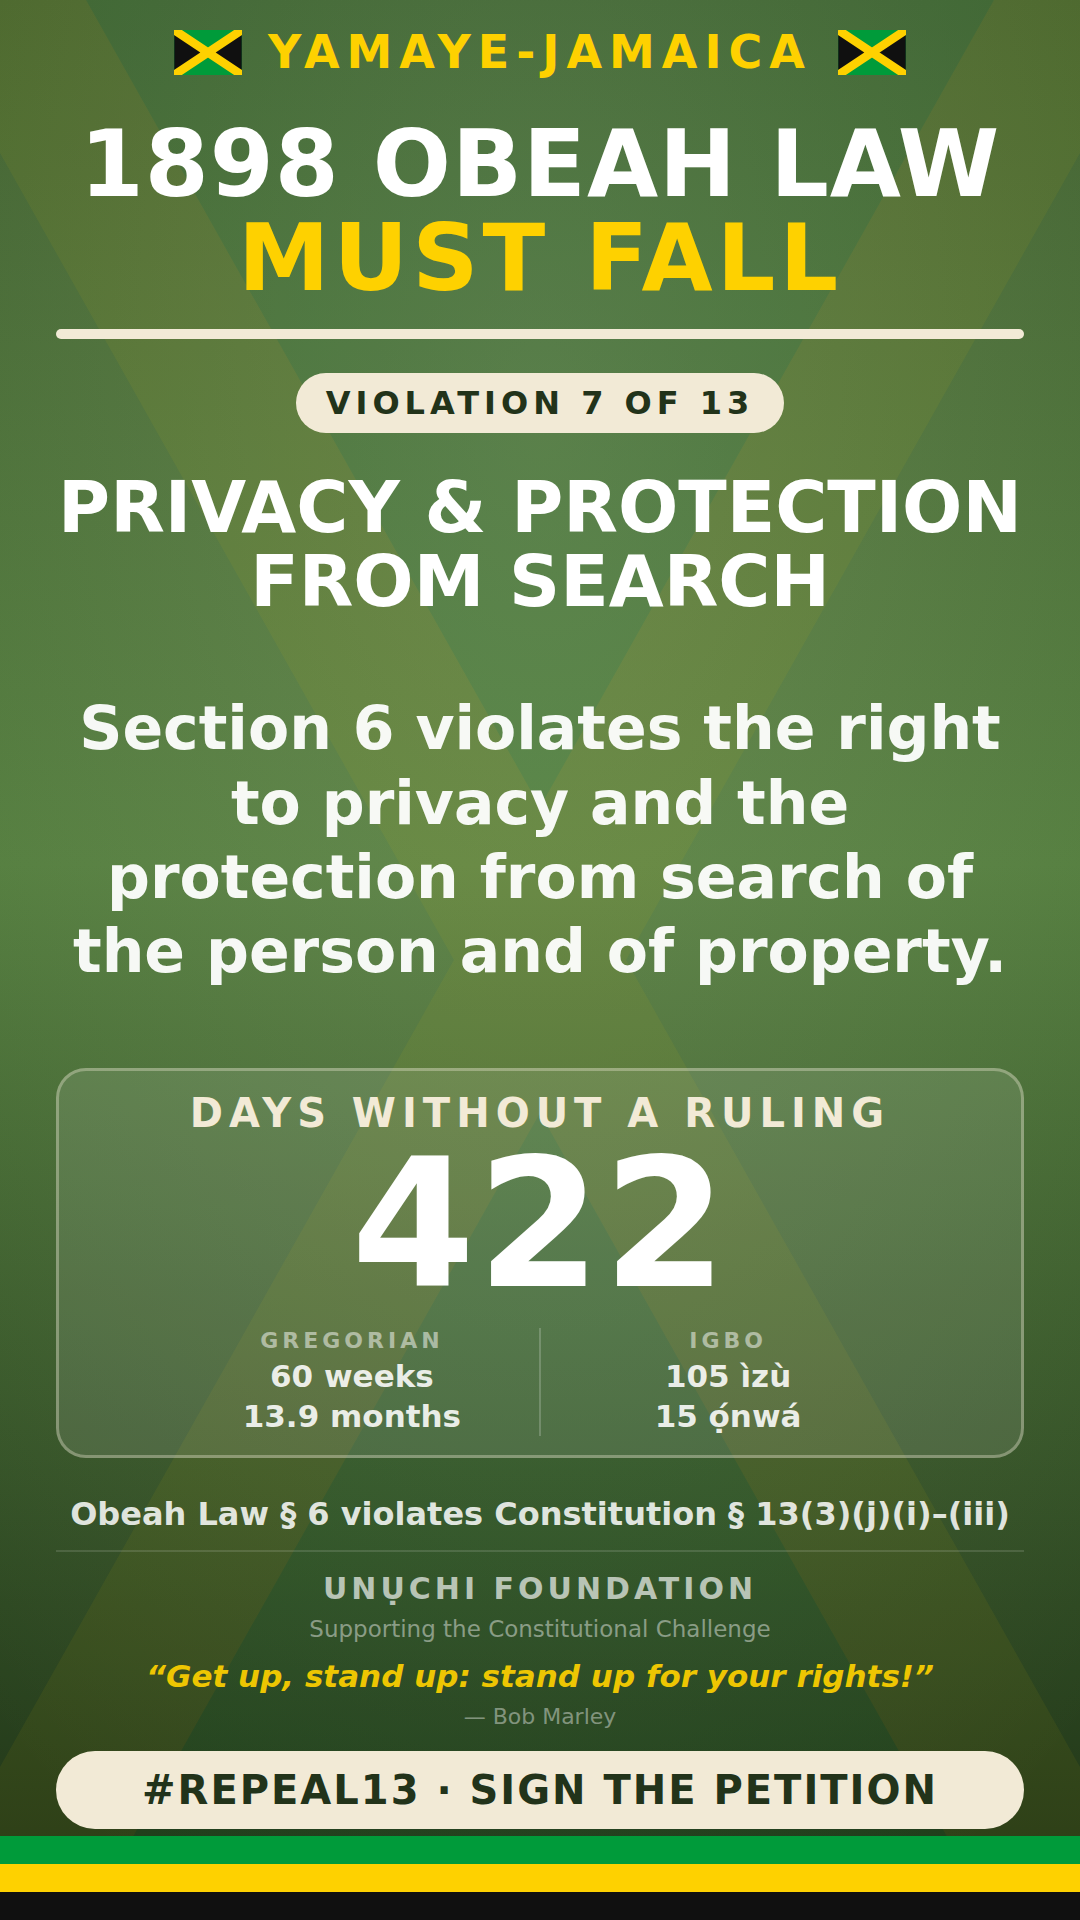 YAMAYE-JAMAICA
1898 OBEAH LAW
MUST FALL
VIOLATION 7 OF 13
PRIVACY & PROTECTION
FROM SEARCH
Section 6 violates the right
to privacy and the
protection from search of
the person and of property.
DAYS WITHOUT A RULING
422
GREGORIAN
60 weeks
13.9 months
IGBO
105 ìzù
15 ọ́nwá
Obeah Law § 6 violates Constitution § 13(3)(j)(i)–(iii)
UNỤCHI FOUNDATION
Supporting the Constitutional Challenge
“Get up, stand up: stand up for your rights!”
— Bob Marley
#REPEAL13 · SIGN THE PETITION